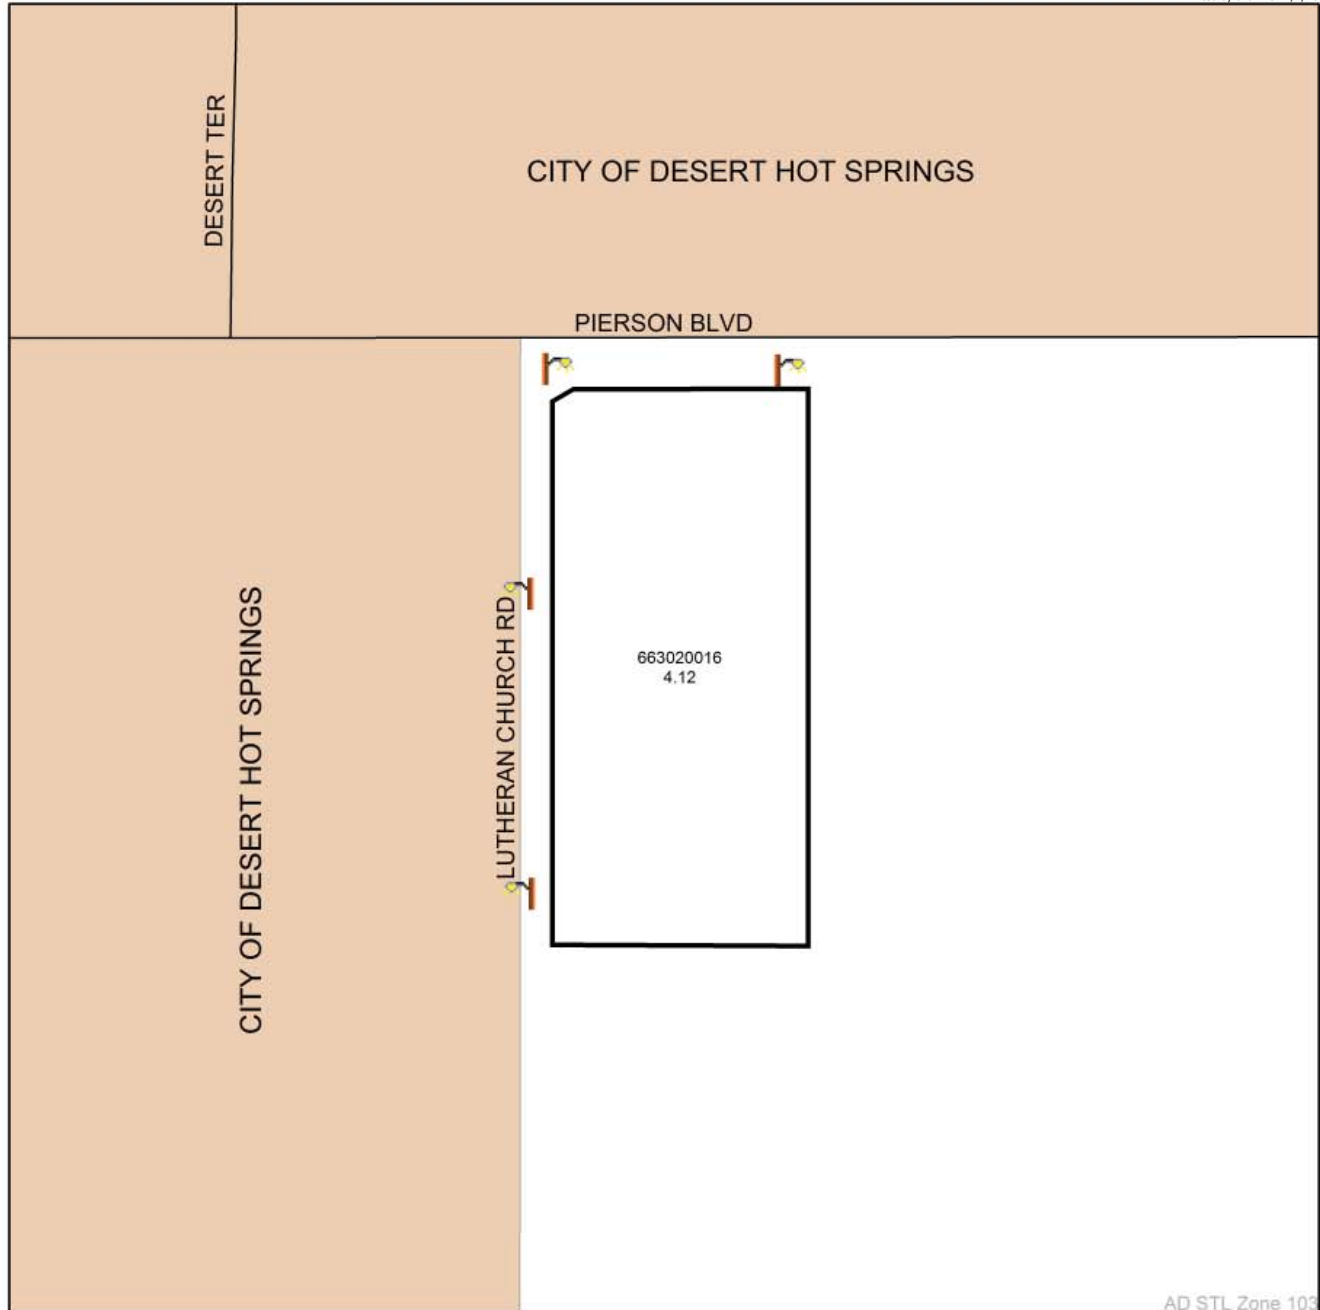 DESERT TER
CITY OF DESERT HOT SPRINGS
PIERSON BLVD
CITY OF DESERT HOT SPRINGS
LUTHERAN CHURCH RD
663020016
4.12
AD STL Zone 103